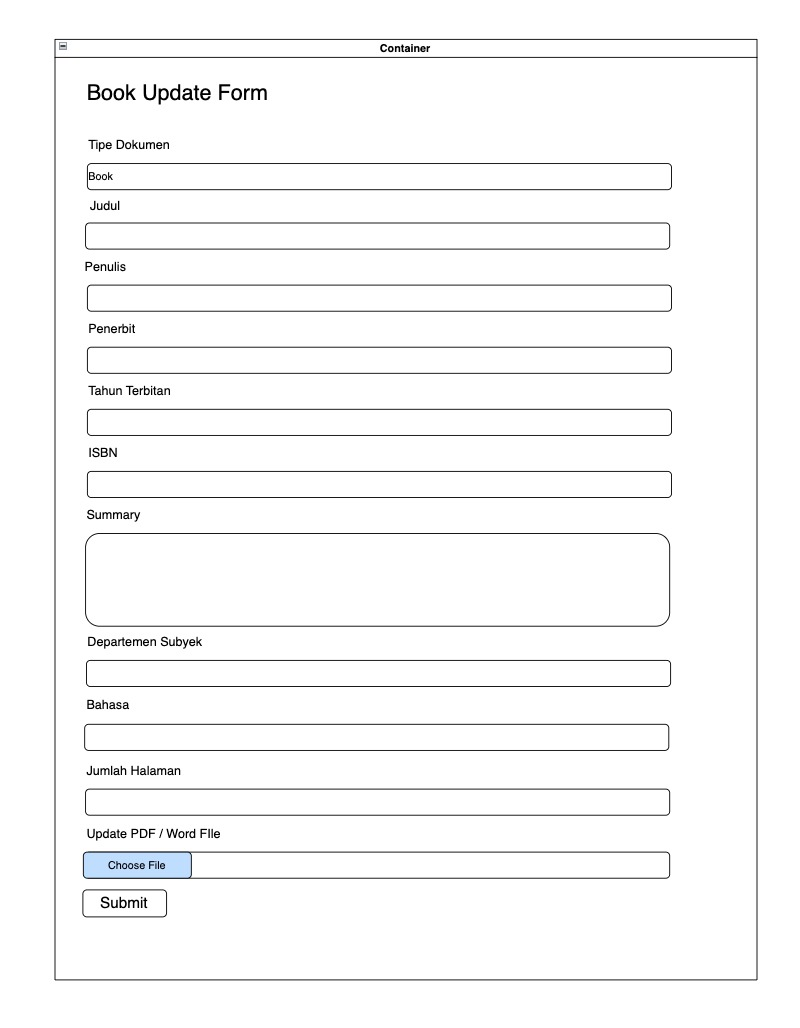 Container
Book Update Form
Tipe Dokumen
Book
Judul
Penulis
Penerbit
Tahun Terbitan
ISBN
Summary
Departemen Subyek
Bahasa
Jumlah Halaman
Update PDF / Word FIle
Choose File
Submit